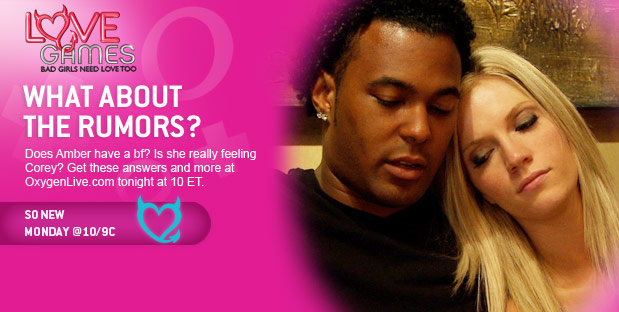 LOVE
GAMES
BAD GIRLS NEED LOVE TOO
WHAT ABOUT
THE RUMORS?
Does Amber have a bf? Is she really feeling
Corey? Get these answers and more at
OxygenLive.com tonight at 10 ET.
SO NEW
MONDAY @10/9C